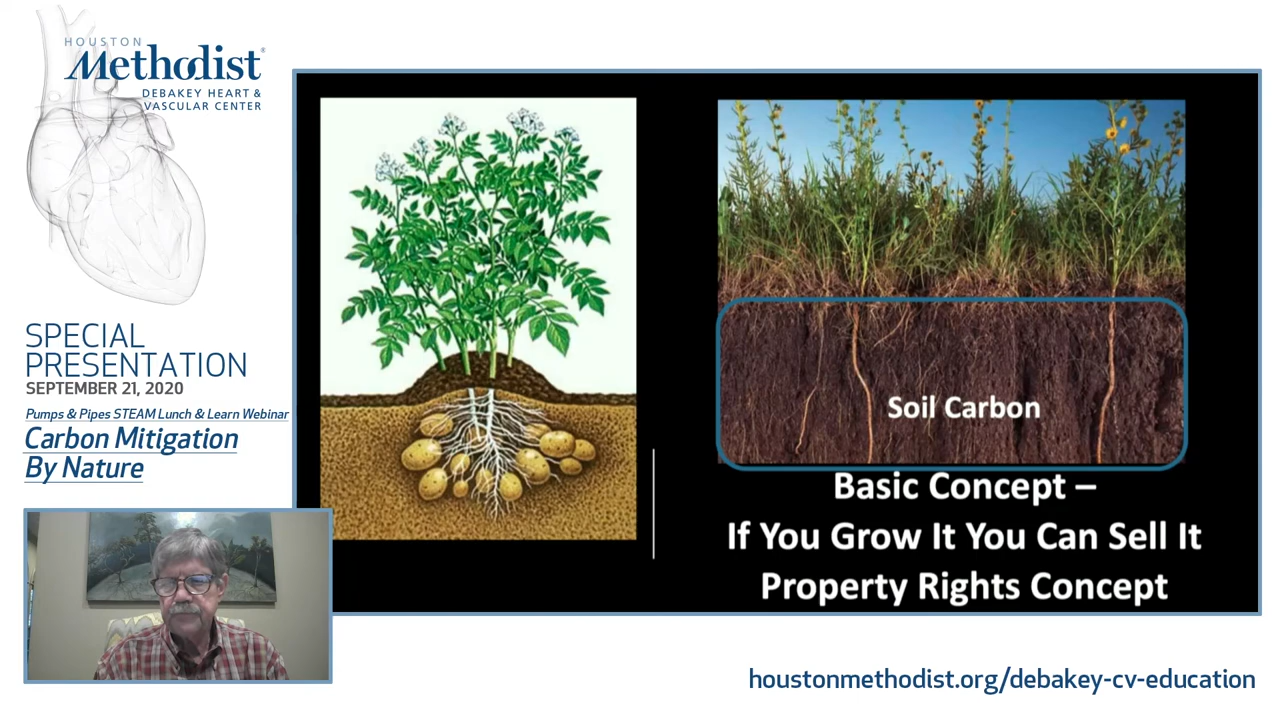 HOUSTON
Methodist®
DEBAKEY HEART &
VASCULAR CENTER
SPECIAL
PRESENTATION
SEPTEMBER 21, 2020
Pumps & Pipes STEAM Lunch & Learn Webinar
Carbon Mitigation
By Nature
Soil Carbon
Basic Concept –
If You Grow It You Can Sell It
Property Rights Concept
houstonmethodist.org/debakey-cv-education